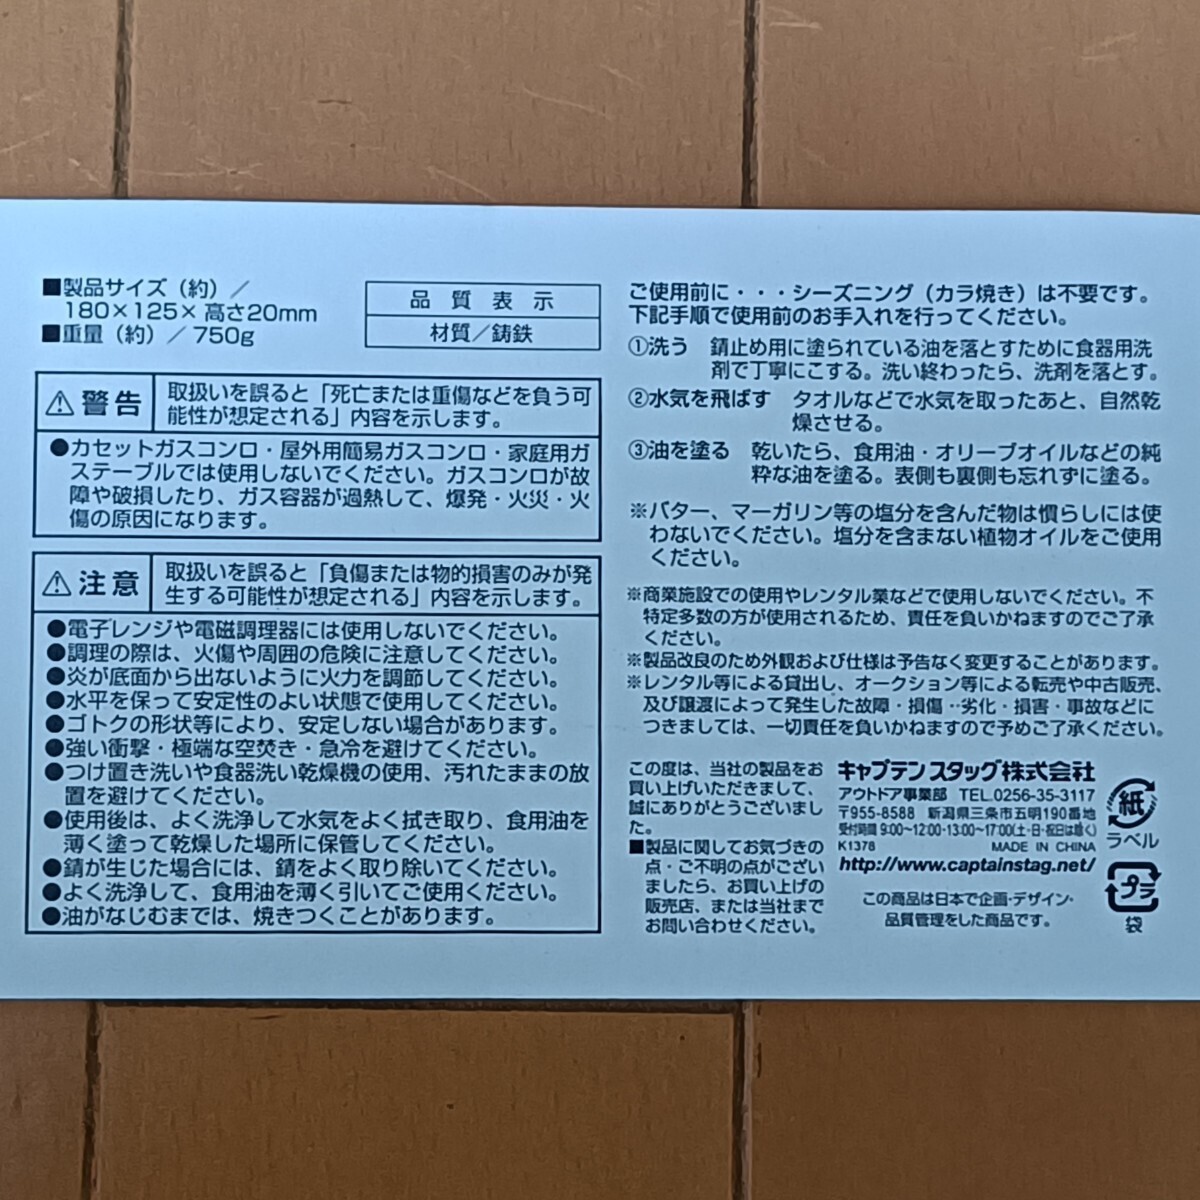 ■製品サイズ（約）／
180×125×高さ20mm
■重量（約）／750g
品質表示
材質／鋳鉄
⚠警告
取扱いを誤ると「死亡または重傷などを負う可
能性が想定される」内容を示します。
●カセットガスコンロ・屋外用簡易ガスコンロ・家庭用ガ
ステーブルでは使用しないでください。ガスコンロが故
障や破損したり、ガス容器が過熱して、爆発・火災・火
傷の原因になります。
⚠注意
取扱いを誤ると「負傷または物的損害のみが発
生する可能性が想定される」内容を示します。
●電子レンジや電磁調理器には使用しないでください。
●調理の際は、火傷や周囲の危険に注意してください。
●炎が底面から出ないように火力を調節してください。
●水平を保って安定性のよい状態で使用してください。
●ゴトクの形状等により、安定しない場合があります。
●強い衝撃・極端な空焚き・急冷を避けてください。
●つけ置き洗いや食器洗い乾燥機の使用、汚れたままの放
置を避けてください。
●使用後は、よく洗浄して水気をよく拭き取り、食用油を
薄く塗って乾燥した場所に保管してください。
●錆が生じた場合には、錆をよく取り除いてください。
●よく洗浄して、食用油を薄く引いてご使用ください。
●油がなじむまでは、焼きつくことがあります。
ご使用前に・・・シーズニング（カラ焼き）は不要です。
下記手順で使用前のお手入れを行ってください。
①洗う 錆止め用に塗られている油を落とすために食器用洗
剤で丁寧にこする。洗い終わったら、洗剤を落とす。
②水気を飛ばす タオルなどで水気を取ったあと、自然乾
燥させる。
③油を塗る 乾いたら、食用油・オリーブオイルなどの純
粋な油を塗る。表側も裏側も忘れずに塗る。
※バター、マーガリン等の塩分を含んだ物は慣らしには使
わないでください。塩分を含まない植物オイルをご使用
ください。
※商業施設での使用やレンタル業などで使用しないでください。不
特定多数の方が使用されるため、責任を負いかねますのでご了承
ください。
※製品改良のため外観および仕様は予告なく変更することがあります。
※レンタル等による貸出し、オークション等による転売や中古販売、
及び譲渡によって発生した故障・損傷・劣化・損害・事故などに
つきましては、一切責任を負いかねますので予めご了承ください。
この度は、当社の製品をお
買い上げいただきまして、
誠にありがとうございまし
た。
■製品に関してお気づきの
点・ご不明の点がござい
ましたら、お買い上げの
販売店、または当社まで
お問い合わせください。
キャプテンスタッグ株式会社
アウトドア事業部 TEL.0256-35-3117
〒955-8588 新潟県三条市五明190番地
受付時間 9:00~12:00・13:00~17:00(土・日・祝日は除く)
K1378 MADE IN CHINA
http://www.captainstag.net/
この商品は日本で企画・デザイン・
品質管理をした商品です。
紙
ラベル
プラ
袋